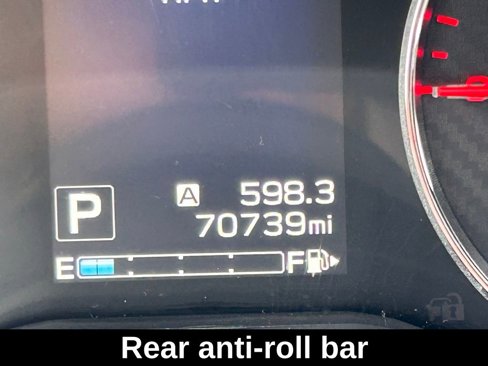 P
A 598.3
70739mi
E F
Rear anti-roll bar